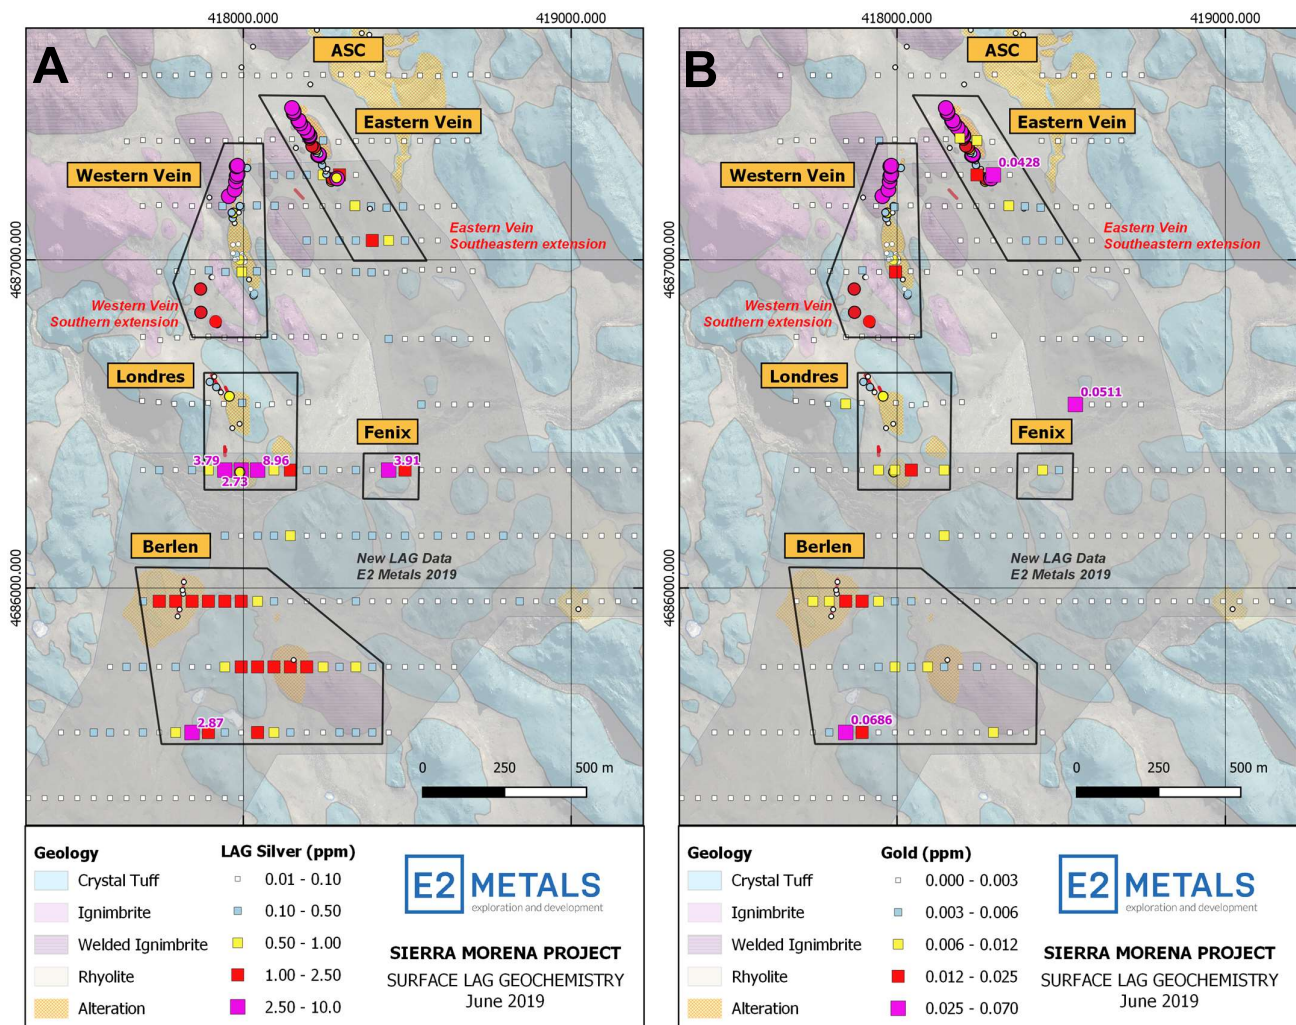 418000.000
419000.000
418000.000
419000.000
A
ASC
Eastern Vein
Western Vein
4687000.000
Eastern Vein
Southeastern extension
Western Vein
Southern extension
Londres
Fenix
3.79
8.96
2.73
3.91
Berlen
New LAG Data
E2 Metals 2019
4686000.000
2.87
0
250
500 m
B
ASC
Eastern Vein
0.0428
Western Vein
4687000.000
Eastern Vein
Southeastern extension
Western Vein
Southern extension
Londres
0.0511
Fenix
Berlen
New LAG Data
E2 Metals 2019
4686000.000
0.0686
0
250
500 m
Geology
Crystal Tuff
Ignimbrite
Welded Ignimbrite
Rhyolite
Alteration
LAG Silver (ppm)
0.01 - 0.10
0.10 - 0.50
0.50 - 1.00
1.00 - 2.50
2.50 - 10.0
E2 METALS
exploration and development
SIERRA MORENA PROJECT
SURFACE LAG GEOCHEMISTRY
June 2019
Geology
Crystal Tuff
Ignimbrite
Welded Ignimbrite
Rhyolite
Alteration
Gold (ppm)
0.000 - 0.003
0.003 - 0.006
0.006 - 0.012
0.012 - 0.025
0.025 - 0.070
E2 METALS
exploration and development
SIERRA MORENA PROJECT
SURFACE LAG GEOCHEMISTRY
June 2019